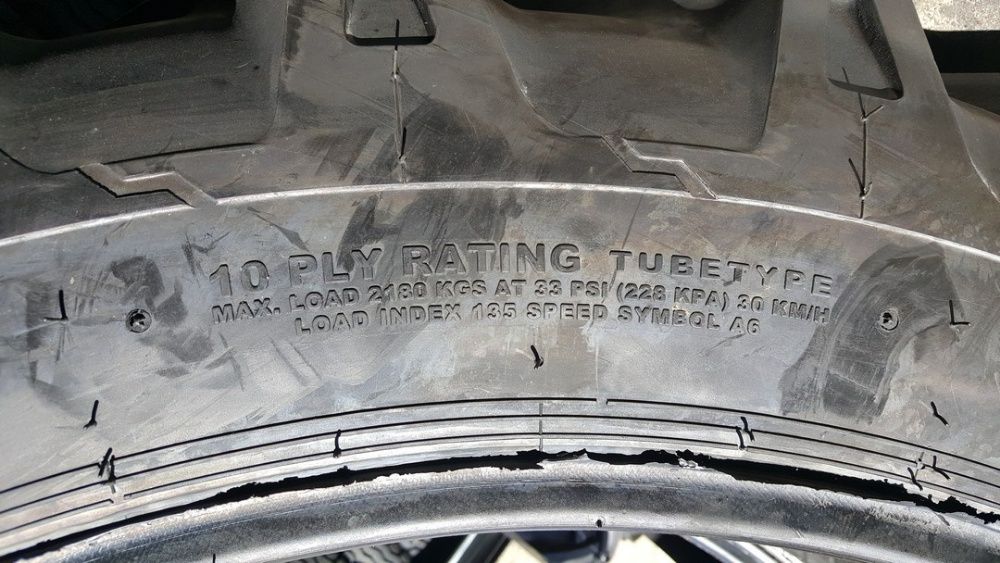 10 PLY RATING TUBETYPE
MAX. LOAD 2180 KGS AT 33 PSI (228 KPA) 30 KM/H
LOAD INDEX 135 SPEED SYMBOL A6